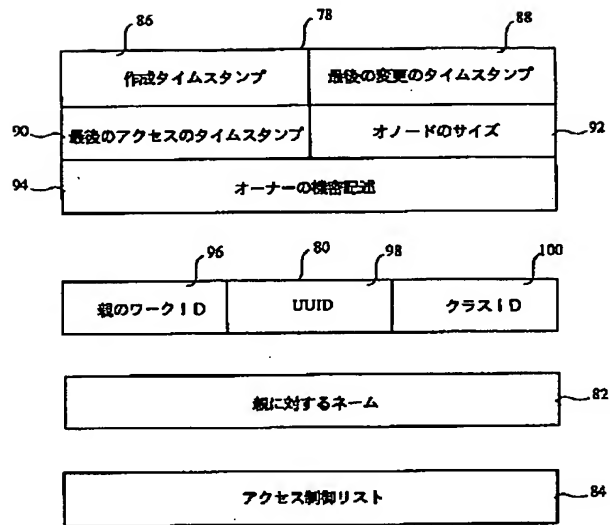 86 78 88
作成タイムスタンプ 最後の変更のタイムスタンプ
90 最後のアクセスのタイムスタンプ オノードのサイズ 92
94 オーナーの機密記述
96 80 98 100
親のワークID UUID クラスID
親に対するネーム 82
アクセス制御リスト 84